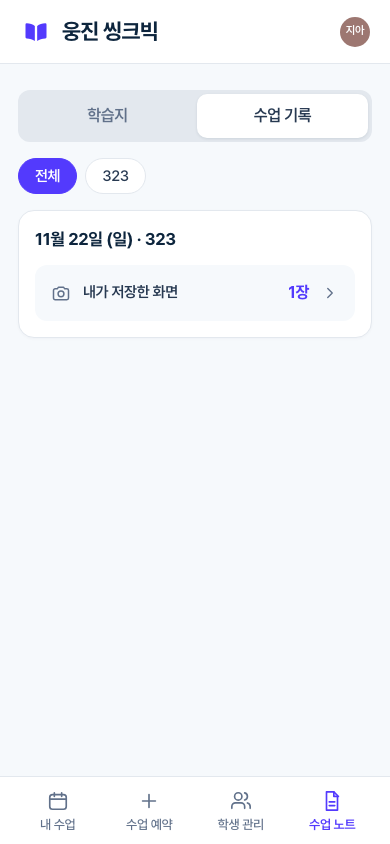 웅진 씽크빅
지아
학습지
수업 기록
전체
323
11월 22일 (일) · 323
내가 저장한 화면
1장
내 수업
수업 예약
학생 관리
수업 노트